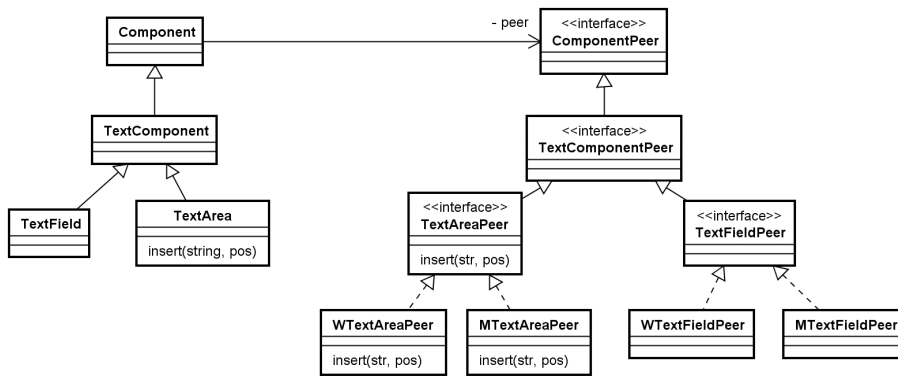 Component
- peer
<<interface>>
ComponentPeer
TextComponent
<<interface>>
TextComponentPeer
TextField
TextArea
insert(string, pos)
<<interface>>
TextAreaPeer
insert(str, pos)
<<interface>>
TextFieldPeer
WTextAreaPeer
insert(str, pos)
MTextAreaPeer
insert(str, pos)
WTextFieldPeer
MTextFieldPeer